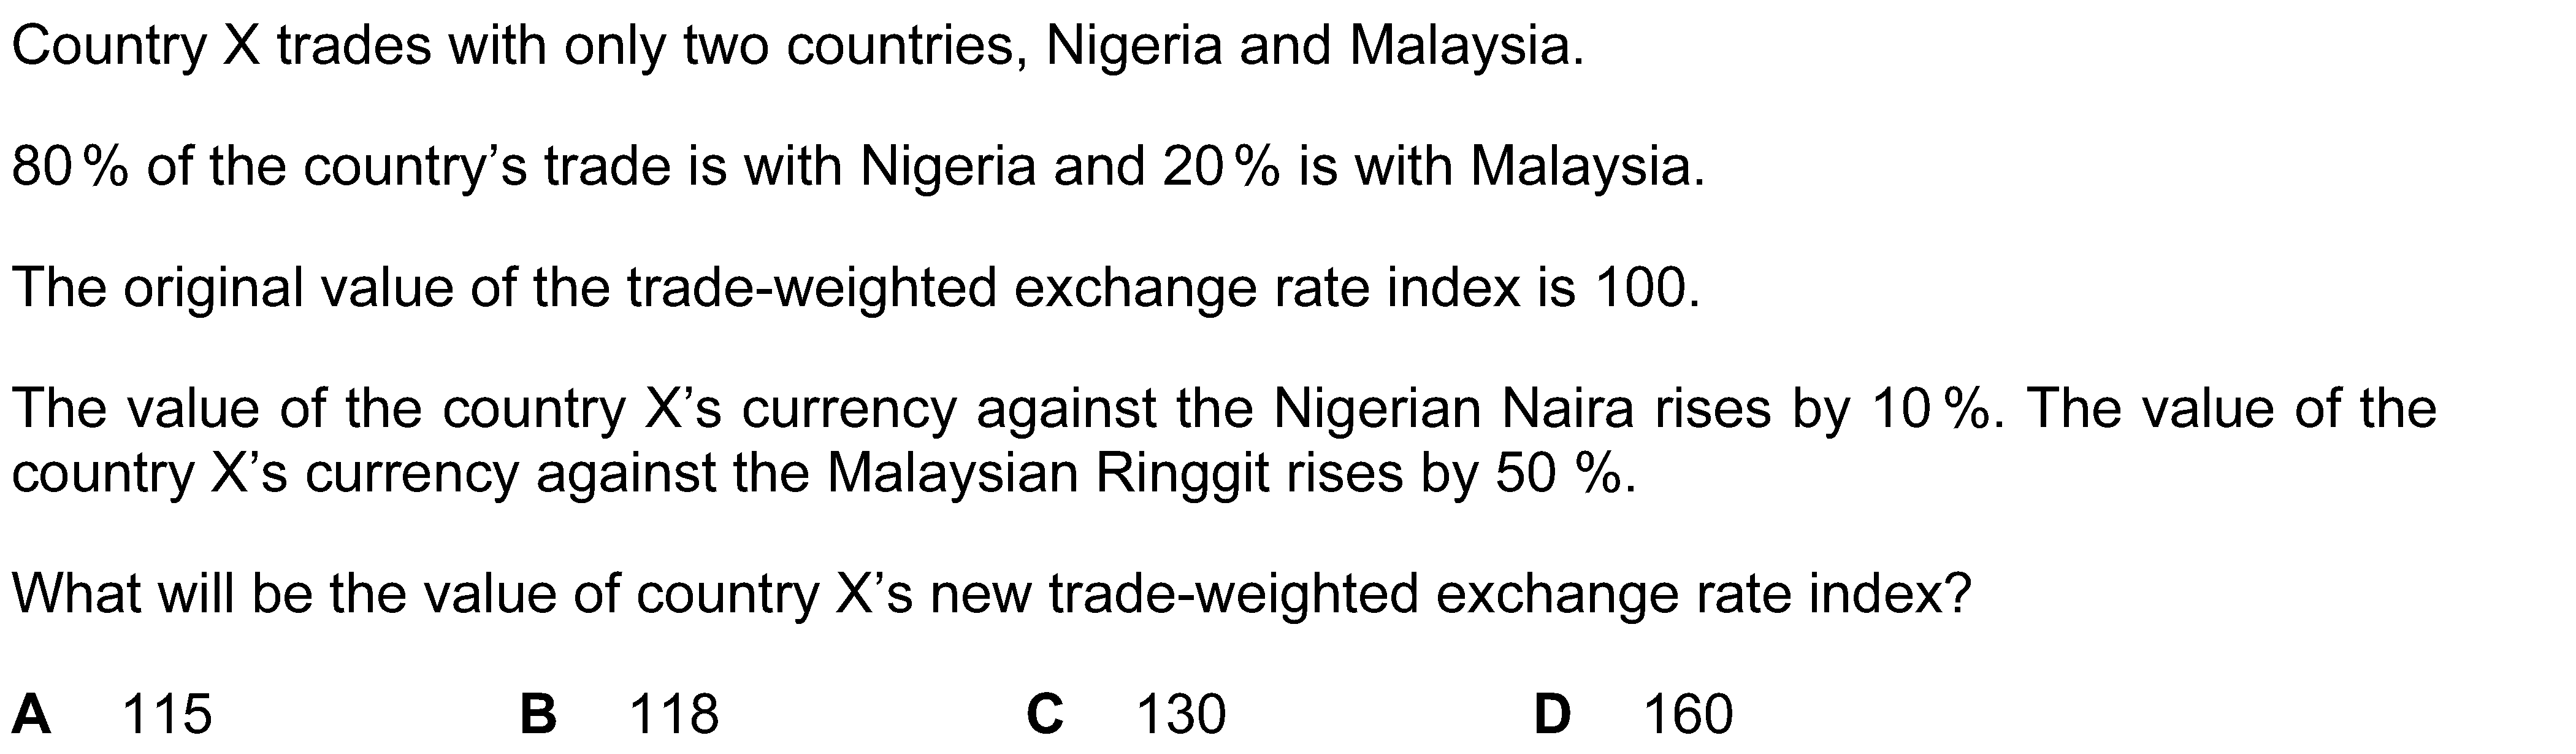 Country X trades with only two countries, Nigeria and Malaysia.
80% of the country’s trade is with Nigeria and 20% is with Malaysia.
The original value of the trade-weighted exchange rate index is 100.
The value of the country X’s currency against the Nigerian Naira rises by 10%. The value of the
country X’s currency against the Malaysian Ringgit rises by 50 %.
What will be the value of country X’s new trade-weighted exchange rate index?
A 115 B 118 C 130 D 160